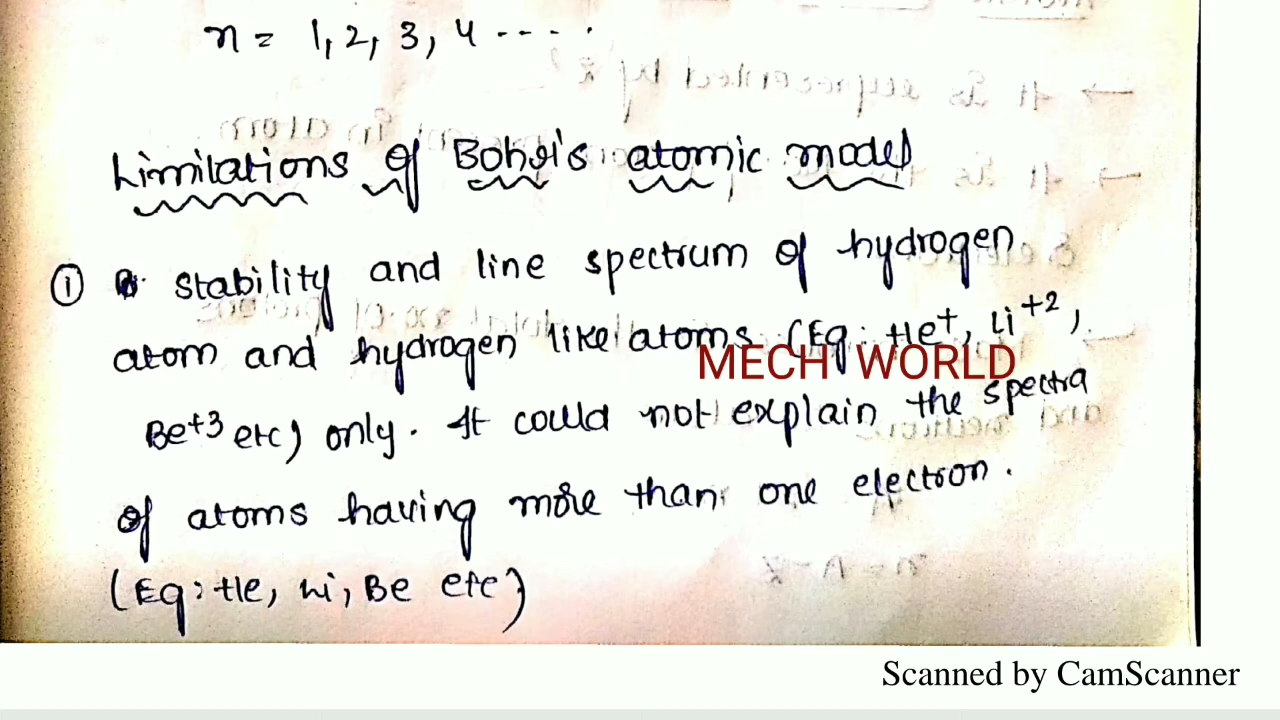 n = 1, 2, 3, 4 ----.
Limitations of Bohr's atomic model
① stability and line spectrum of hydrogen
atom and hydrogen like atoms (Eg: He+, Li+2,
MECH WORLD
Be+3 etc) only. It could not explain the spectra
of atoms having more than one electron.
(Eg: He, Li, Be etc)
Scanned by CamScanner